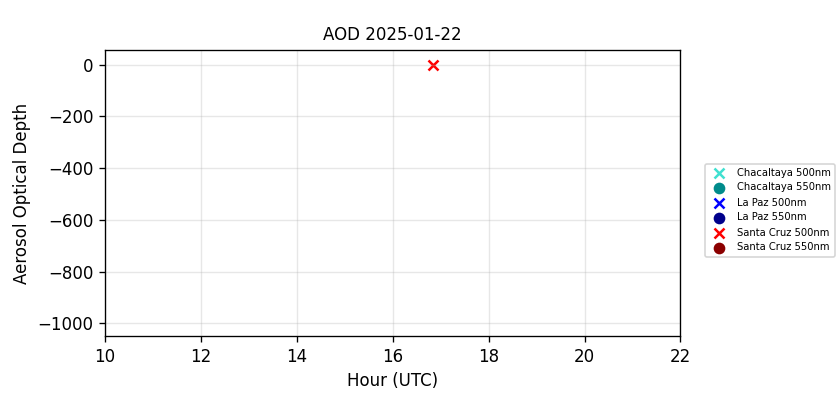 AOD 2025-01-22
0
−200
−400
−600
−800
−1000
Aerosol Optical Depth
10 12 14 16 18 20 22
Hour (UTC)
Chacaltaya 500nm
Chacaltaya 550nm
La Paz 500nm
La Paz 550nm
Santa Cruz 500nm
Santa Cruz 550nm